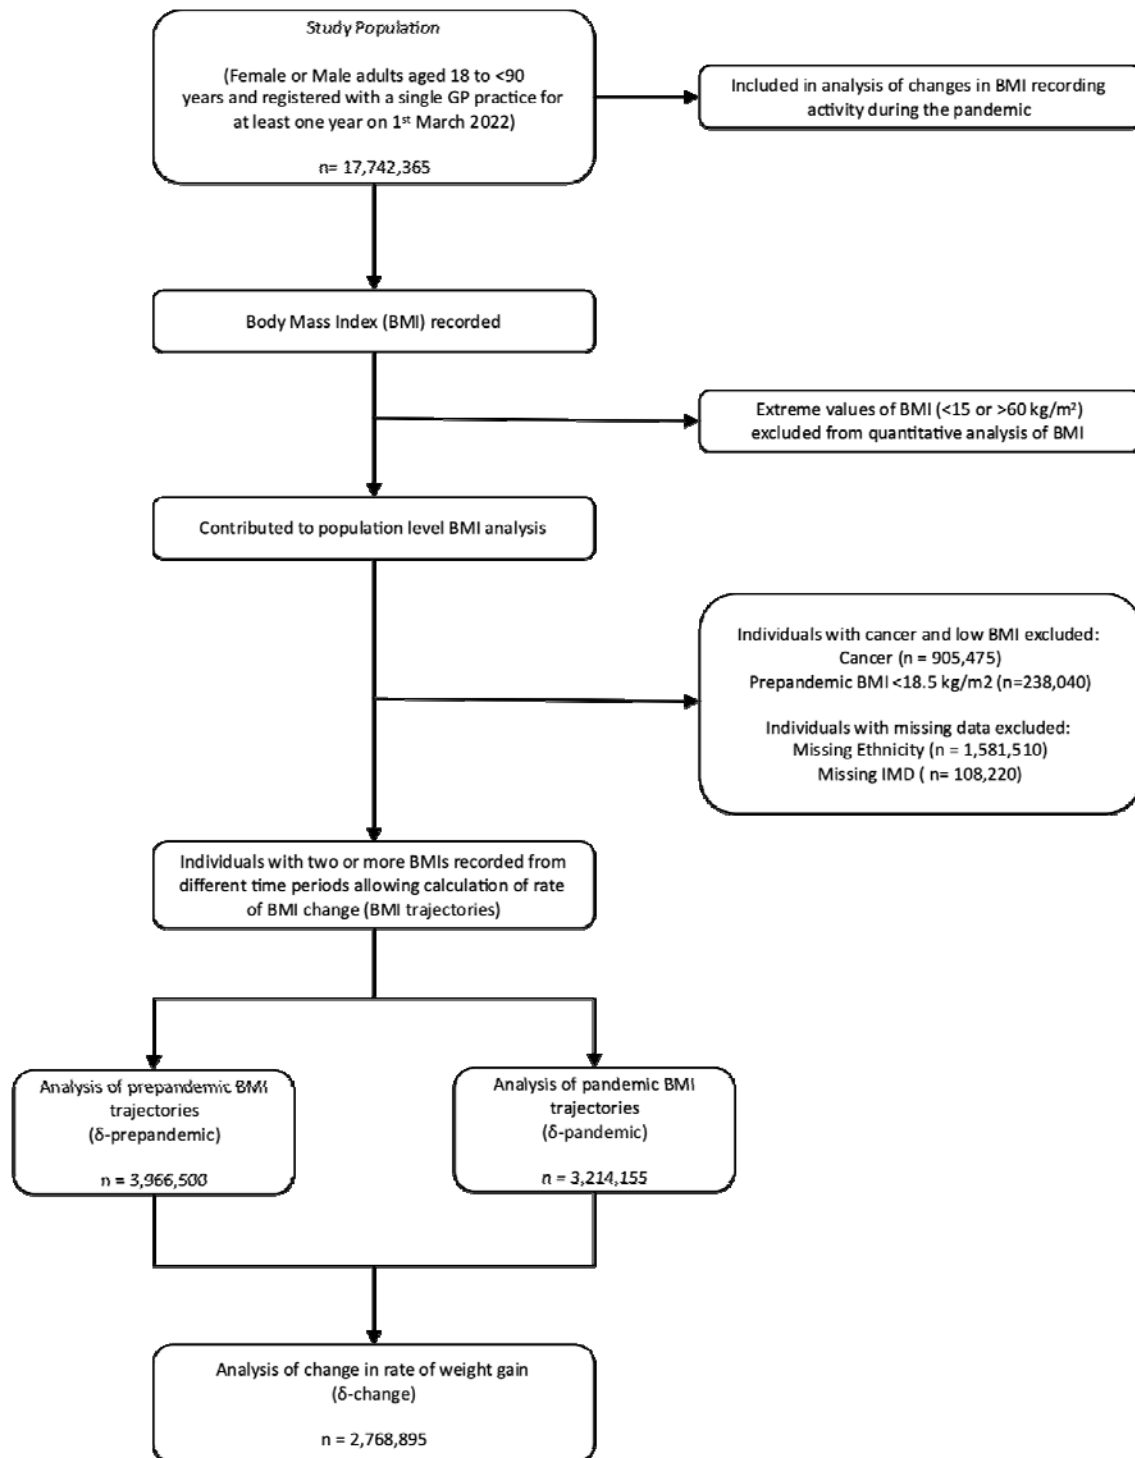 Study Population
(Female or Male adults aged 18 to <90
years and registered with a single GP practice for
at least one year on 1st March 2022)
n= 17,742,365
Included in analysis of changes in BMI recording
activity during the pandemic
Body Mass Index (BMI) recorded
Extreme values of BMI (<15 or >60 kg/m²)
excluded from quantitative analysis of BMI
Contributed to population level BMI analysis
Individuals with cancer and low BMI excluded:
Cancer (n = 905,475)
Prepandemic BMI <18.5 kg/m2 (n=238,040)
Individuals with missing data excluded:
Missing Ethnicity (n = 1,581,510)
Missing IMD ( n= 108,220)
Individuals with two or more BMIs recorded from
different time periods allowing calculation of rate
of BMI change (BMI trajectories)
Analysis of prepandemic BMI
trajectories
(δ-prepandemic)
n = 3,966,500
Analysis of pandemic BMI
trajectories
(δ-pandemic)
n = 3,214,155
Analysis of change in rate of weight gain
(δ-change)
n = 2,768,895